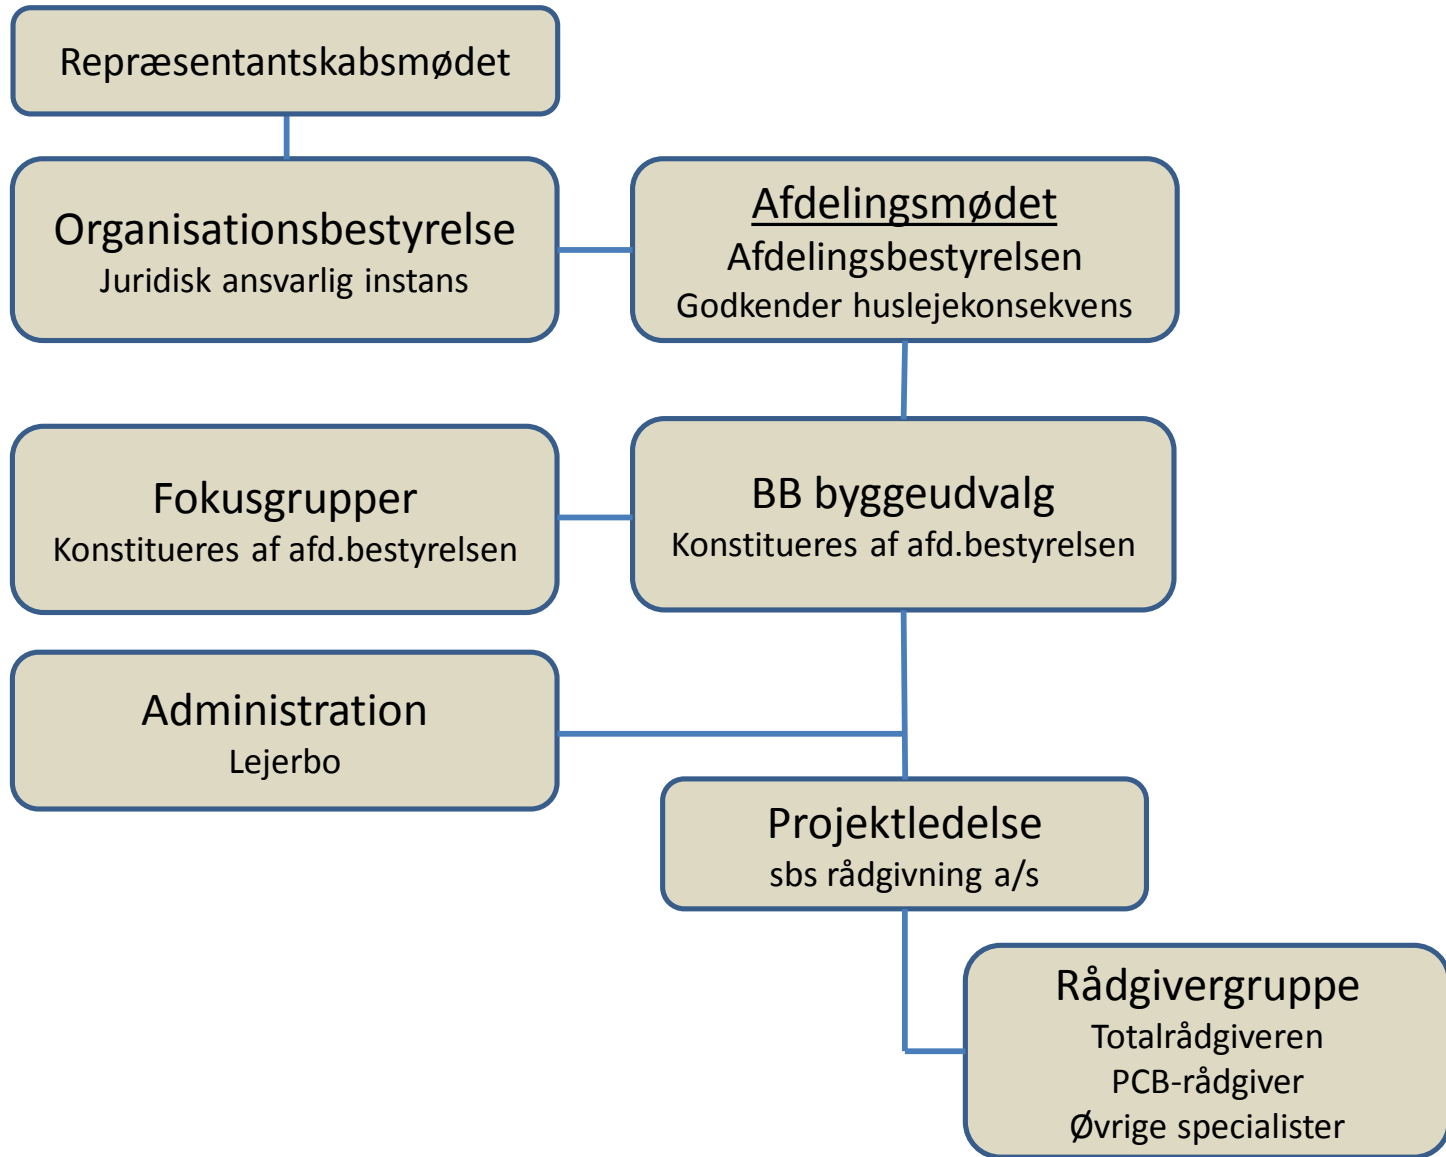 Repræsentantskabsmødet
Organisationsbestyrelse
Juridisk ansvarlig instans
Afdelingsmødet
Afdelingsbestyrelsen
Godkender huslejekonsekvens
Fokusgrupper
Konstitueres af afd.bestyrelsen
BB byggeudvalg
Konstitueres af afd.bestyrelsen
Administration
Lejerbo
Projektledelse
sbs rådgivning a/s
Rådgivergruppe
Totalrådgiveren
PCB-rådgiver
Øvrige specialister